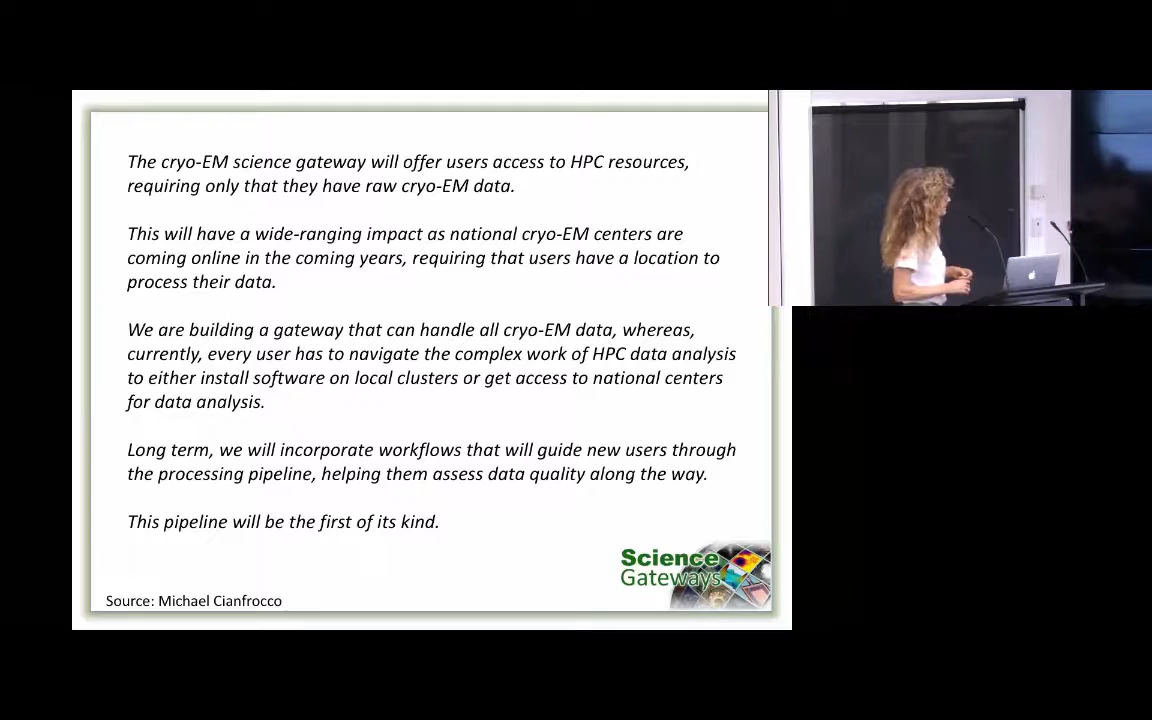 The cryo-EM science gateway will offer users access to HPC resources,
requiring only that they have raw cryo-EM data.
This will have a wide-ranging impact as national cryo-EM centers are
coming online in the coming years, requiring that users have a location to
process their data.
We are building a gateway that can handle all cryo-EM data, whereas,
currently, every user has to navigate the complex work of HPC data analysis
to either install software on local clusters or get access to national centers
for data analysis.
Long term, we will incorporate workflows that will guide new users through
the processing pipeline, helping them assess data quality along the way.
This pipeline will be the first of its kind.
Science
Gateways
Source: Michael Cianfrocco